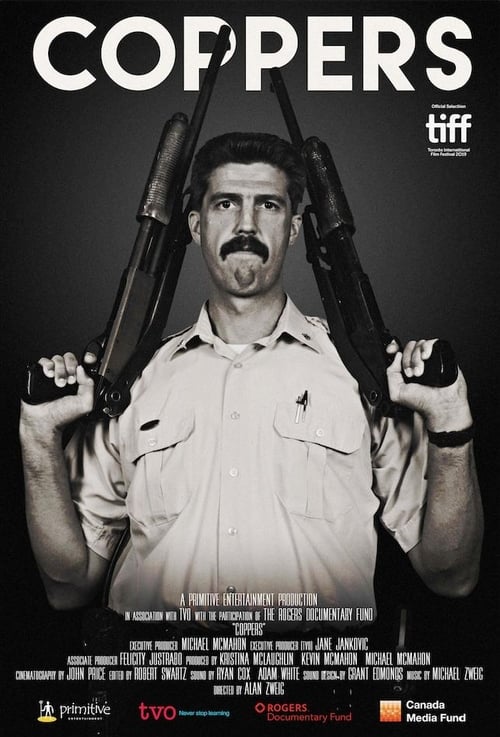 COPPERS
Official Selection
tiff
Toronto International
Film Festival 2019
A PRIMITIVE ENTERTAINMENT PRODUCTION
IN ASSOCIATION WITH TVO WITH THE PARTICIPATION OF THE ROGERS DOCUMENTARY FUND
"COPPERS"
EXECUTIVE PRODUCER MICHAEL MCMAHON EXECUTIVE PRODUCER (TVO) JANE JANKOVIC
ASSOCIATE PRODUCER FELICITY JUSTRABO PRODUCED BY KRISTINA MCLAUGHLIN KEVIN MCMAHON MICHAEL MCMAHON
CINEMATOGRAPHY BY JOHN PRICE EDITED BY ROBERT SWARTZ SOUND BY RYAN COX ADAM WHITE SOUND DESIGN BY GRANT EDMONDS MUSIC BY MICHAEL ZWEIG
DIRECTED BY ALAN ZWEIG
primitive
ENTERTAINMENT
tvo Never stop learning
ROGERS
Documentary Fund
Canada
Media Fund